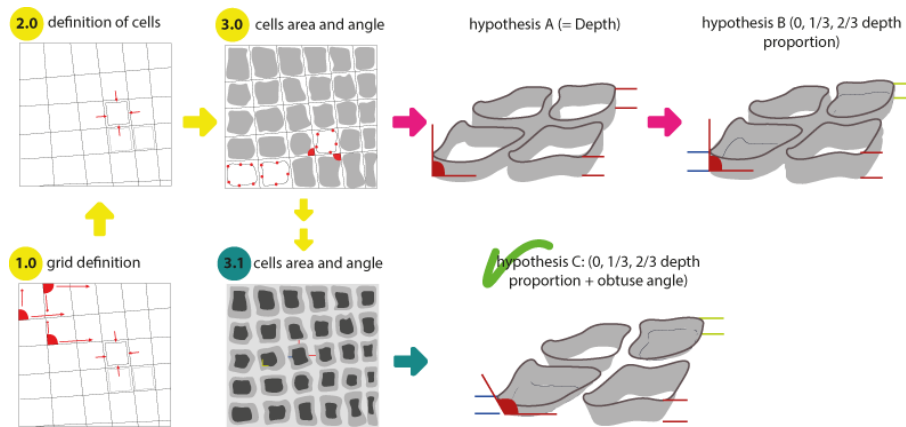 2.0 definition of cells
3.0 cells area and angle
hypothesis A (= Depth)
hypothesis B (0, 1/3, 2/3 depth
proportion)
1.0 grid definition
3.1 cells area and angle
hypothesis C: (0, 1/3, 2/3 depth
proportion + obtuse angle)